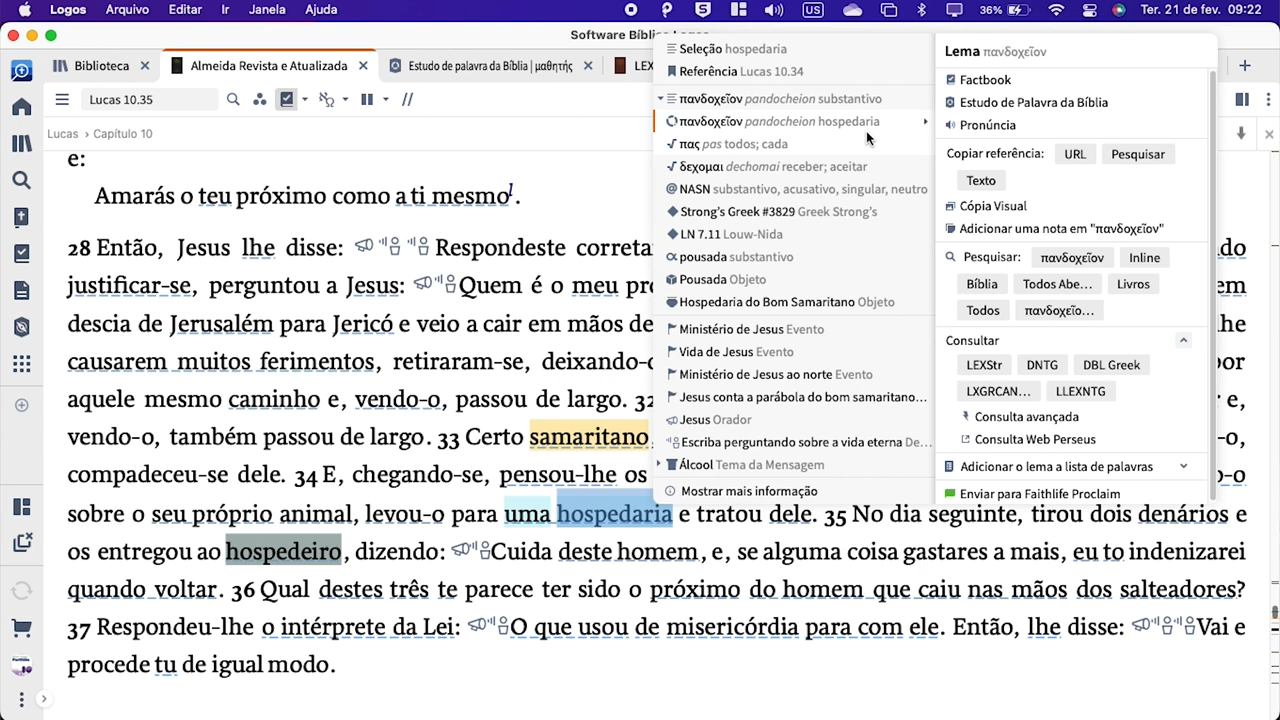 Logos Arquivo Editar Ir Janela Ajuda US 36% Ter. 21 de fev. 09:22
Software Bíblico Logos
Biblioteca Almeida Revista e Atualizada Estudo de palavra da Bíblia | μαθητής LEX
Lucas 10.35
Lucas › Capítulo 10
e:
Amarás o teu próximo como a ti mesmo l.
28 Então, Jesus lhe disse: Respondeste correta
justificar-se, perguntou a Jesus: Quem é o meu pr
em
descia de Jerusalém para Jericó e veio a cair em mãos de
lhe
causarem muitos ferimentos, retiraram-se, deixando-
por
aquele mesmo caminho e, vendo-o, passou de largo. 32
e,
vendo-o, também passou de largo. 33 Certo samaritano
-o,
compadeceu-se dele. 34 E, chegando-se, pensou-lhe os
sobre o seu próprio animal, levou-o para uma hospedaria e tratou dele. 35 No dia seguinte, tirou dois denários e
os entregou ao hospedeiro, dizendo: Cuida deste homem, e, se alguma coisa gastares a mais, eu to indenizarei
quando voltar. 36 Qual destes três te parece ter sido o próximo do homem que caiu nas mãos dos salteadores?
37 Respondeu-lhe o intérprete da Lei: O que usou de misericórdia para com ele. Então, lhe disse: Vai e
procede tu de igual modo.
Seleção hospedaria
Referência Lucas 10.34
πανδοχεῖον pandocheion substantivo
πανδοχεῖον pandocheion hospedaria
πας pas todos; cada
δεχομαι dechomai receber; aceitar
@NASN substantivo, acusativo, singular, neutro
Strong's Greek #3829 Greek Strong's
LN 7.11 Louw-Nida
pousada substantivo
Pousada Objeto
Hospedaria do Bom Samaritano Objeto
Ministério de Jesus Evento
Vida de Jesus Evento
Ministério de Jesus ao norte Evento
Jesus conta a parábola do bom samaritano…
Jesus Orador
Escriba perguntando sobre a vida eterna De…
Álcool Tema da Mensagem
Mostrar mais informação
Lema πανδοχεῖον
Factbook
Estudo de Palavra da Bíblia
Pronúncia
Copiar referência: URL Pesquisar
Texto
Cópia Visual
Adicionar uma nota em "πανδοχεῖον"
Pesquisar: πανδοχεῖον Inline
Bíblia Todos Abe… Livros
Todos πανδοχεῖο…
Consultar
LEXStr DNTG DBL Greek
LXGRCAN… LLEXNTG
Consulta avançada
Consulta Web Perseus
Adicionar o lema a lista de palavras
Enviar para Faithlife Proclaim